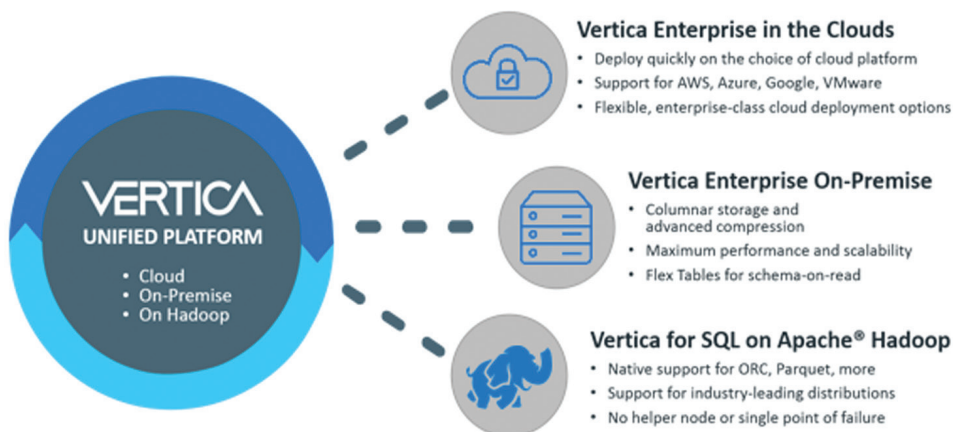 VERTICA
UNIFIED PLATFORM
• Cloud
• On-Premise
• On Hadoop
Vertica Enterprise in the Clouds
• Deploy quickly on the choice of cloud platform
• Support for AWS, Azure, Google, VMware
• Flexible, enterprise-class cloud deployment options
Vertica Enterprise On-Premise
• Columnar storage and
advanced compression
• Maximum performance and scalability
• Flex Tables for schema-on-read
Vertica for SQL on Apache® Hadoop
• Native support for ORC, Parquet, more
• Support for industry-leading distributions
• No helper node or single point of failure